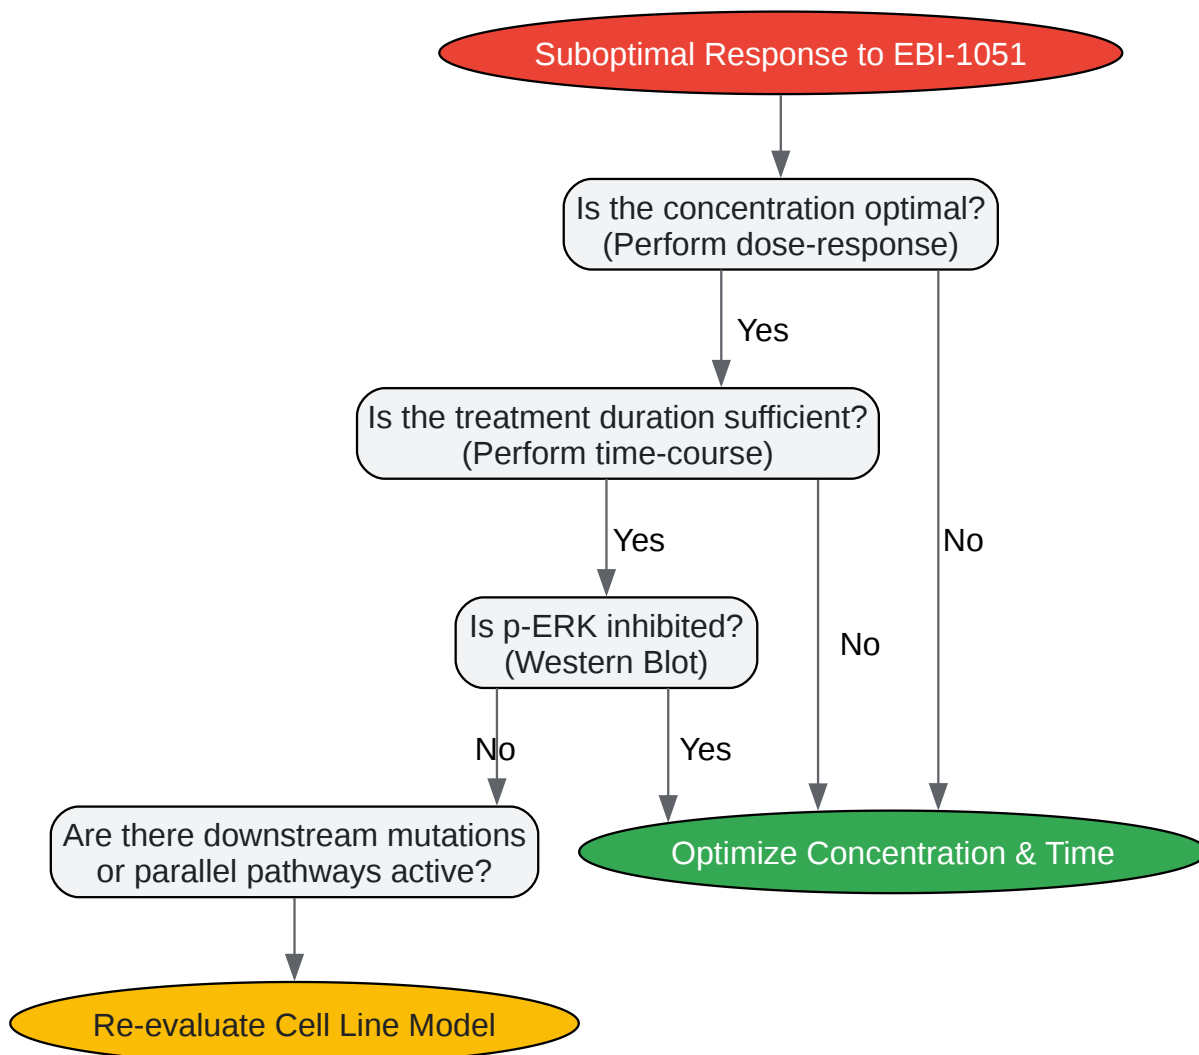 Suboptimal Response to EBI-1051
Is the concentration optimal?
(Perform dose-response)
Yes
Is the treatment duration sufficient?
(Perform time-course)
Yes
No
Is p-ERK inhibited?
(Western Blot)
No
No
Yes
Are there downstream mutations
or parallel pathways active?
Optimize Concentration & Time
Re-evaluate Cell Line Model